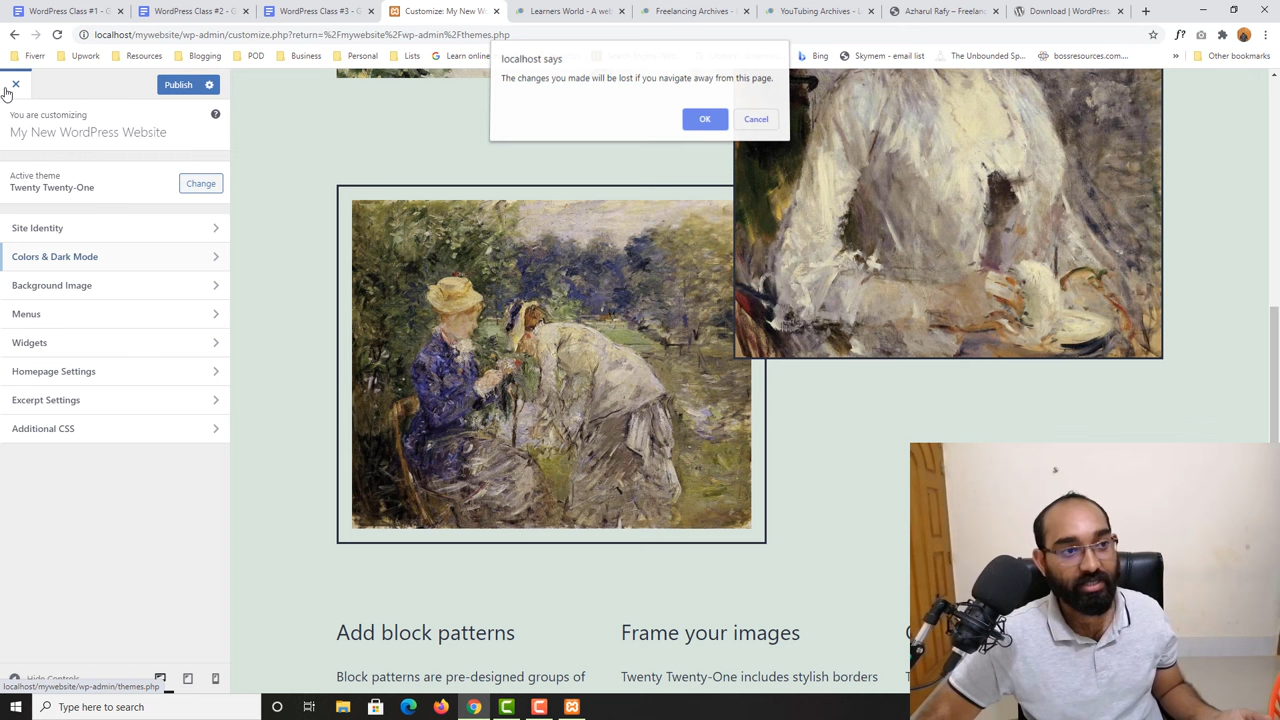 WordPress Class #1 - G
WordPress Class #2 - G
WordPress Class #3 - G
Customize: My New Wo
Learners World - A web
Freelancing Archives - L
YouTubing Archives - L
Azharul Rafy – Freelanc
Download | WordPress
localhost/mywebsite/wp-admin/customize.php?return=%2Fmywebsite%2Fwp-admin%2Fthemes.php
Fiverr
Upwork
Resources
Blogging
POD
Business
Personal
Lists
Learn online
Bing
Skymem - email list
The Unbounded Sp...
bossresources.com...
Other bookmarks
localhost says
The changes you made will be lost if you navigate away from this page.
OK
Cancel
Publish
You are customizing
My New WordPress Website
Active theme
Twenty Twenty-One
Change
Site Identity
Colors & Dark Mode
Background Image
Menus
Widgets
Homepage Settings
Excerpt Settings
Additional CSS
Add block patterns
Frame your images
Block patterns are pre-designed groups of
Twenty Twenty-One includes stylish borders
Hide Controls
localhost/mywebsite/wp-admin/themes.php
Type here to search